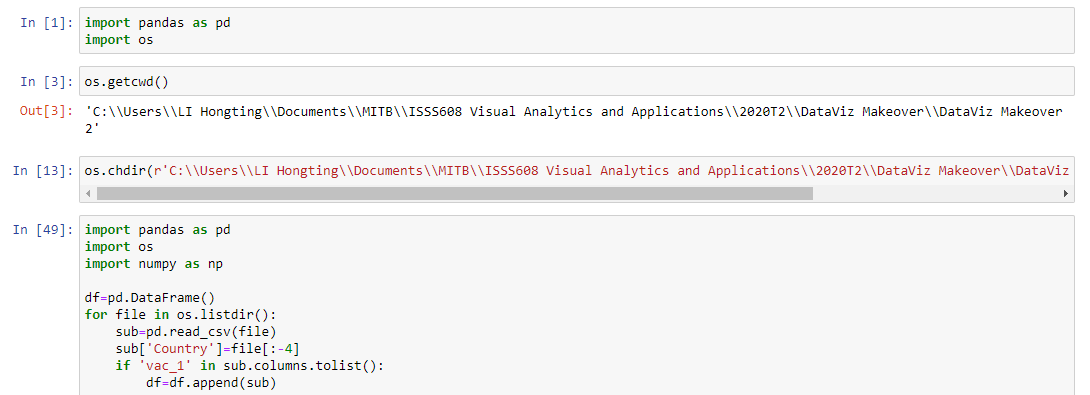 In [1]: import pandas as pd
import os
In [3]: os.getcwd()
Out[3]: 'C:\\Users\\LI Hongting\\Documents\\MITB\\ISSS608 Visual Analytics and Applications\\2020T2\\DataViz Makeover\\DataViz Makeover
2'
In [13]: os.chdir(r'C:\\Users\\LI Hongting\\Documents\\MITB\\ISSS608 Visual Analytics and Applications\\2020T2\\DataViz Makeover\\DataViz
In [49]: import pandas as pd
import os
import numpy as np
df=pd.DataFrame()
for file in os.listdir():
    sub=pd.read_csv(file)
    sub['Country']=file[:-4]
    if 'vac_1' in sub.columns.tolist():
        df=df.append(sub)